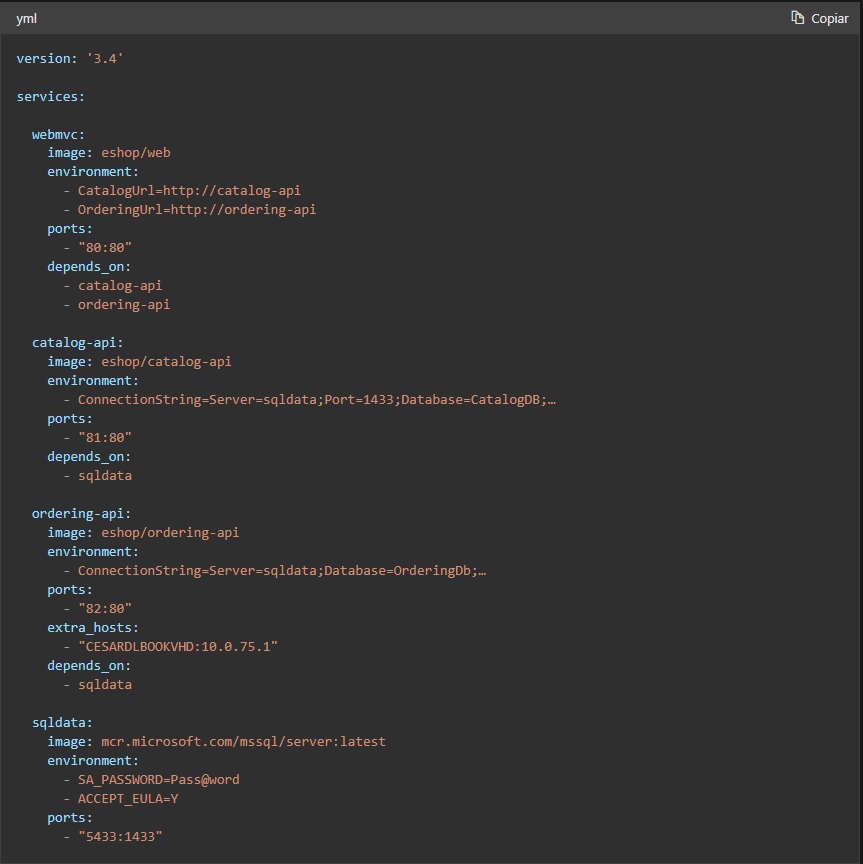 yml
Copiar
version: '3.4'
services:
  webmvc:
    image: eshop/web
    environment:
      - CatalogUrl=http://catalog-api
      - OrderingUrl=http://ordering-api
    ports:
      - "80:80"
    depends_on:
      - catalog-api
      - ordering-api
  catalog-api:
    image: eshop/catalog-api
    environment:
      - ConnectionString=Server=sqldata;Port=1433;Database=CatalogDB;…
    ports:
      - "81:80"
    depends_on:
      - sqldata
  ordering-api:
    image: eshop/ordering-api
    environment:
      - ConnectionString=Server=sqldata;Database=OrderingDb;…
    ports:
      - "82:80"
    extra_hosts:
      - "CESARDLBOOKVHD:10.0.75.1"
    depends_on:
      - sqldata
  sqldata:
    image: mcr.microsoft.com/mssql/server:latest
    environment:
      - SA_PASSWORD=Pass@word
      - ACCEPT_EULA=Y
    ports:
      - "5433:1433"